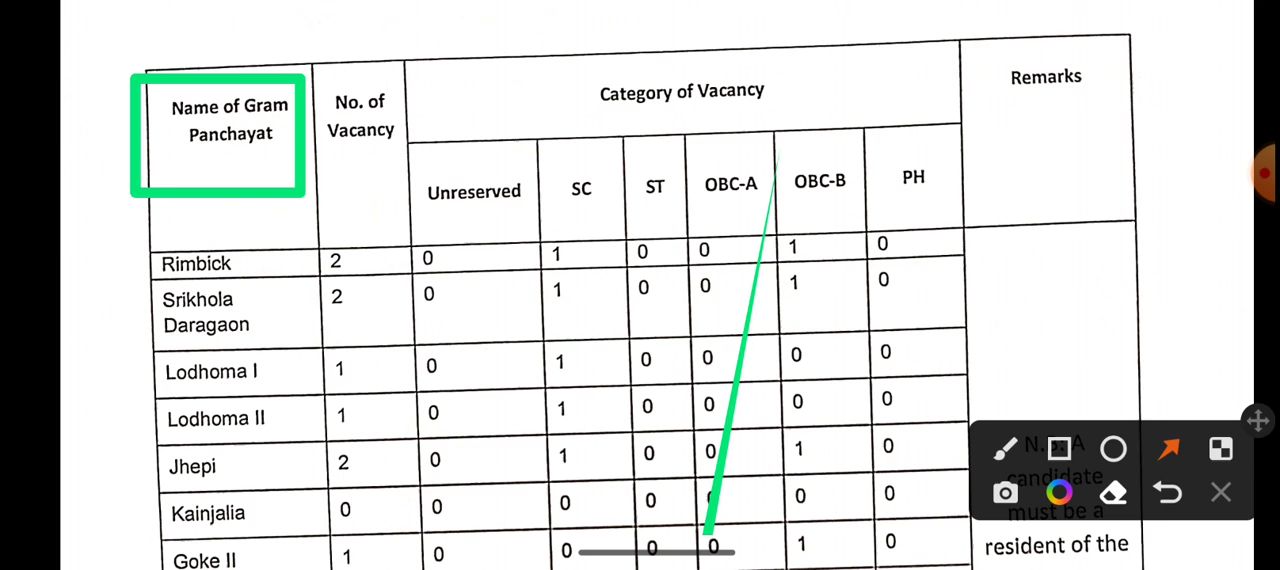 Name of Gram Panchayat No. of Vacancy Category of Vacancy Remarks
Unreserved SC ST OBC-A OBC-B PH
Rimbick 2 0 1 0 0 1 0
Srikhola Daragaon 2 0 1 0 0 1 0
Lodhoma I 1 0 1 0 0 0 0
Lodhoma II 1 0 1 0 0 0 0
Jhepi 2 0 1 0 0 1 0
Kainjalia 0 0 0 0 0 0 0
Goke II 1 0 0 0 0 1 0
N.B: A
candidate
must be a
resident of the